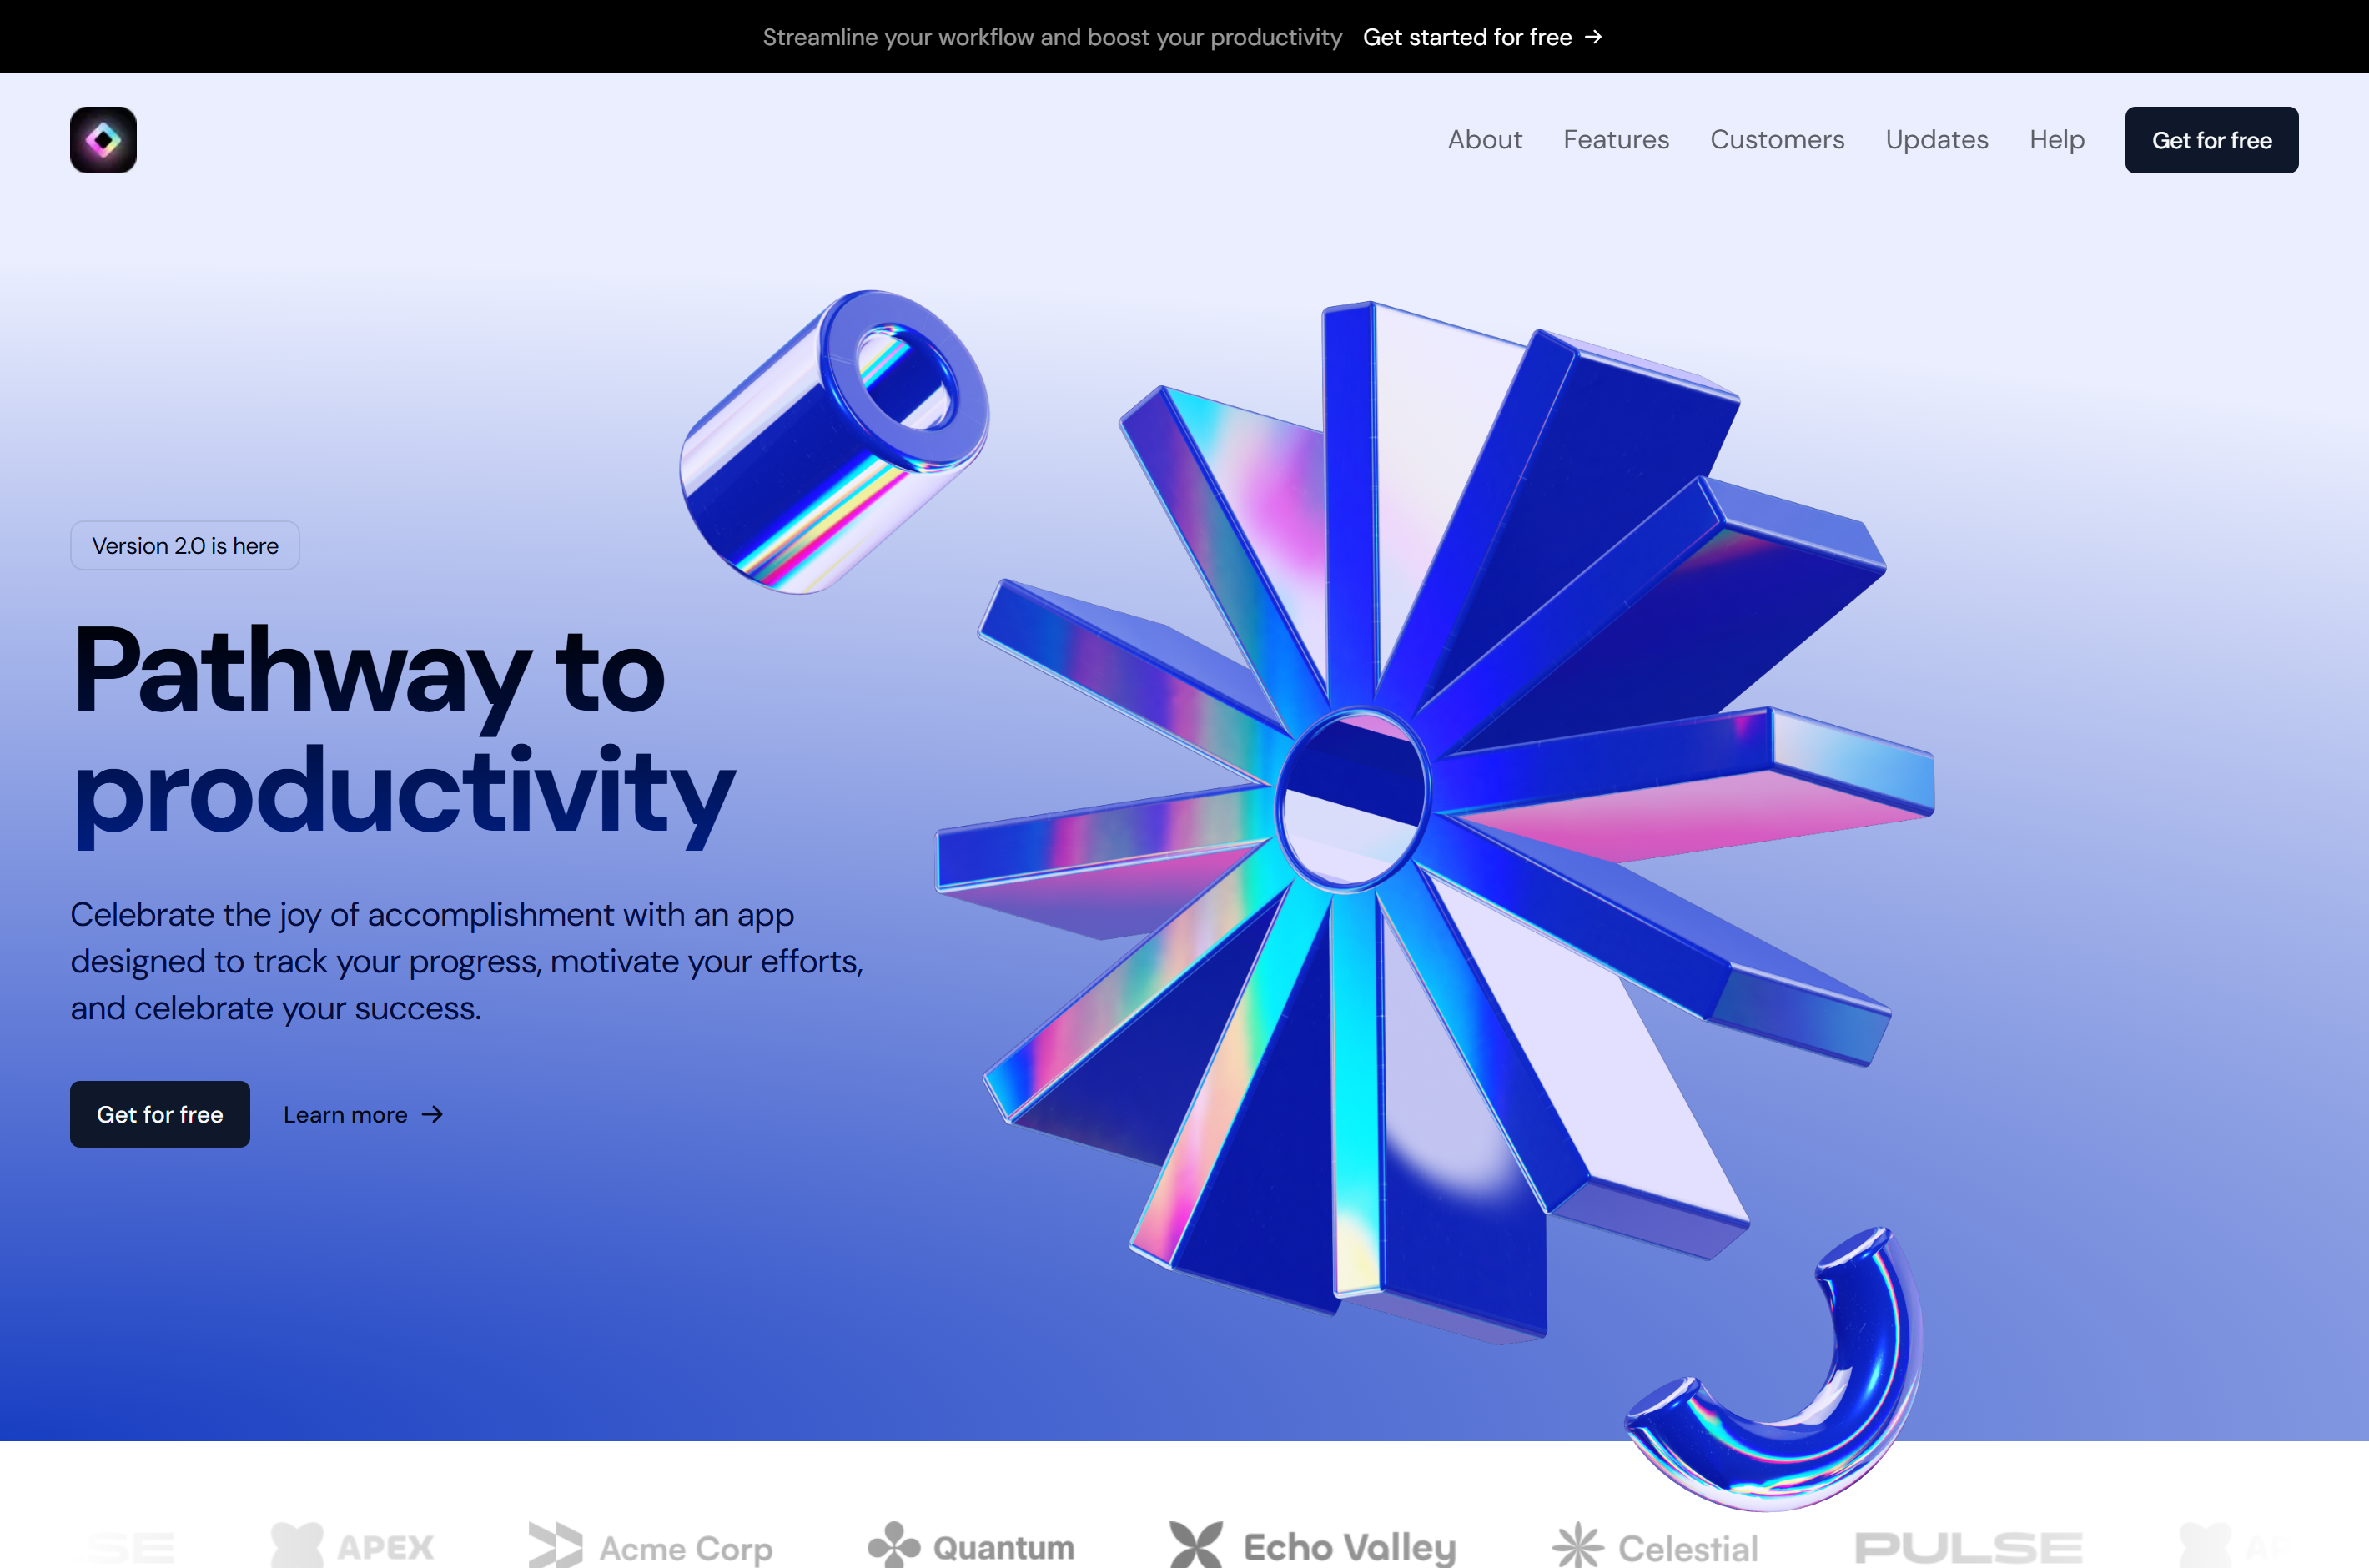 Streamline your workflow and boost your productivity Get started for free →
About Features Customers Updates Help Get for free
Version 2.0 is here
Pathway to
productivity
Celebrate the joy of accomplishment with an app
designed to track your progress, motivate your efforts,
and celebrate your success.
Get for free Learn more →
SE APEX Acme Corp Quantum Echo Valley Celestial PULSE AP